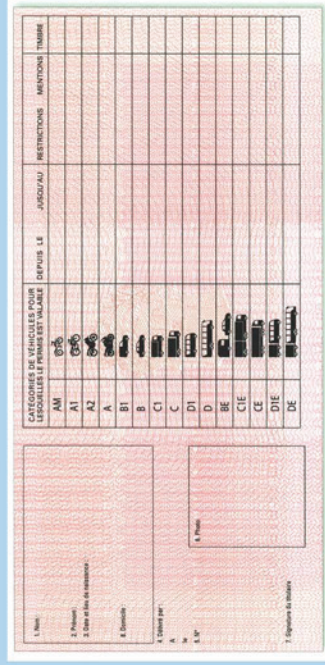 1. Nom :
2. Prénom :
3. Date et lieu de naissance :
8. Domicile :
4. Délivré par :
A
le
5. N°
6. Photo
7. Signature du titulaire
CATÉGORIES DE VÉHICULES POUR LESQUELLES LE PERMIS EST VALABLE
DEPUIS LE
JUSQU'AU
RESTRICTIONS
MENTIONS
TIMBRE
AM
A1
A2
A
B1
B
C1
C
D1
D
BE
C1E
CE
D1E
DE